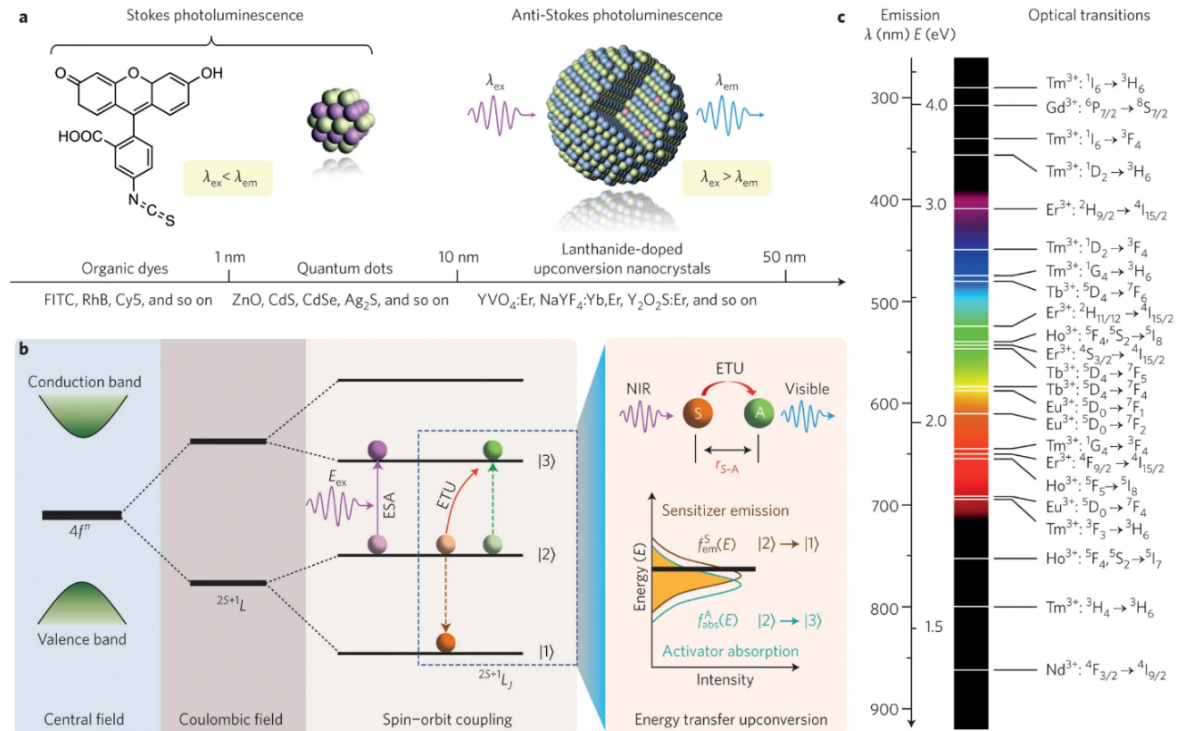 a
Stokes photoluminescence
Anti-Stokes photoluminescence
O
O
OH
HOOC
N
C
S
λex < λem
λex
λem
λex > λem
1 nm
10 nm
50 nm
Organic dyes
Quantum dots
Lanthanide-doped
upconversion nanocrystals
FITC, RhB, Cy5, and so on
ZnO, CdS, CdSe, Ag₂S, and so on
YVO₄:Er, NaYF₄:Yb,Er, Y₂O₂S:Er, and so on
b
Conduction band
4fⁿ
Valence band
Central field
²ˢ⁺¹L
Coulombic field
Eex
ESA
ETU
|3⟩
|2⟩
|1⟩
²ˢ⁺¹LJ
Spin–orbit coupling
NIR
ETU
Visible
S
A
rS-A
Sensitizer emission
fSem(E) |2⟩ → |1⟩
Energy (E)
fAabs(E) |2⟩ → |3⟩
Activator absorption
Intensity
Energy transfer upconversion
c
Emission
λ (nm) E (eV)
Optical transitions
300
400
500
600
700
800
900
4.0
3.0
2.0
1.5
Tm³⁺: ¹I₆→³H₆
Gd³⁺: ⁶P₇/₂→⁸S₇/₂
Tm³⁺: ¹I₆→³F₄
Tm³⁺: ¹D₂→³H₆
Er³⁺: ²H₉/₂→⁴I₁₅/₂
Tm³⁺: ¹D₂→³F₄
Tm³⁺: ¹G₄→³H₆
Tb³⁺: ⁵D₄→⁷F₆
Er³⁺: ²H₁₁/₁₂→⁴I₁₅/₂
Ho³⁺: ⁵F₄,⁵S₂→⁵I₈
Er³⁺: ⁴S₃/₂→⁴I₁₅/₂
Tb³⁺: ⁵D₄→⁷F₅
Tb³⁺: ⁵D₄→⁷F₄
Eu³⁺: ⁵D₀→⁷F₁
Eu³⁺: ⁵D₀→⁷F₂
Tm³⁺: ¹G₄→³F₄
Er³⁺: ⁴F₉/₂→⁴I₁₅/₂
Ho³⁺: ⁵F₅→⁵I₈
Eu³⁺: ⁵D₀→⁷F₄
Tm³⁺: ³F₃→³H₆
Ho³⁺: ⁵F₄,⁵S₂→⁵I₇
Tm³⁺: ³H₄→³H₆
Nd³⁺: ⁴F₃/₂→⁴I₉/₂